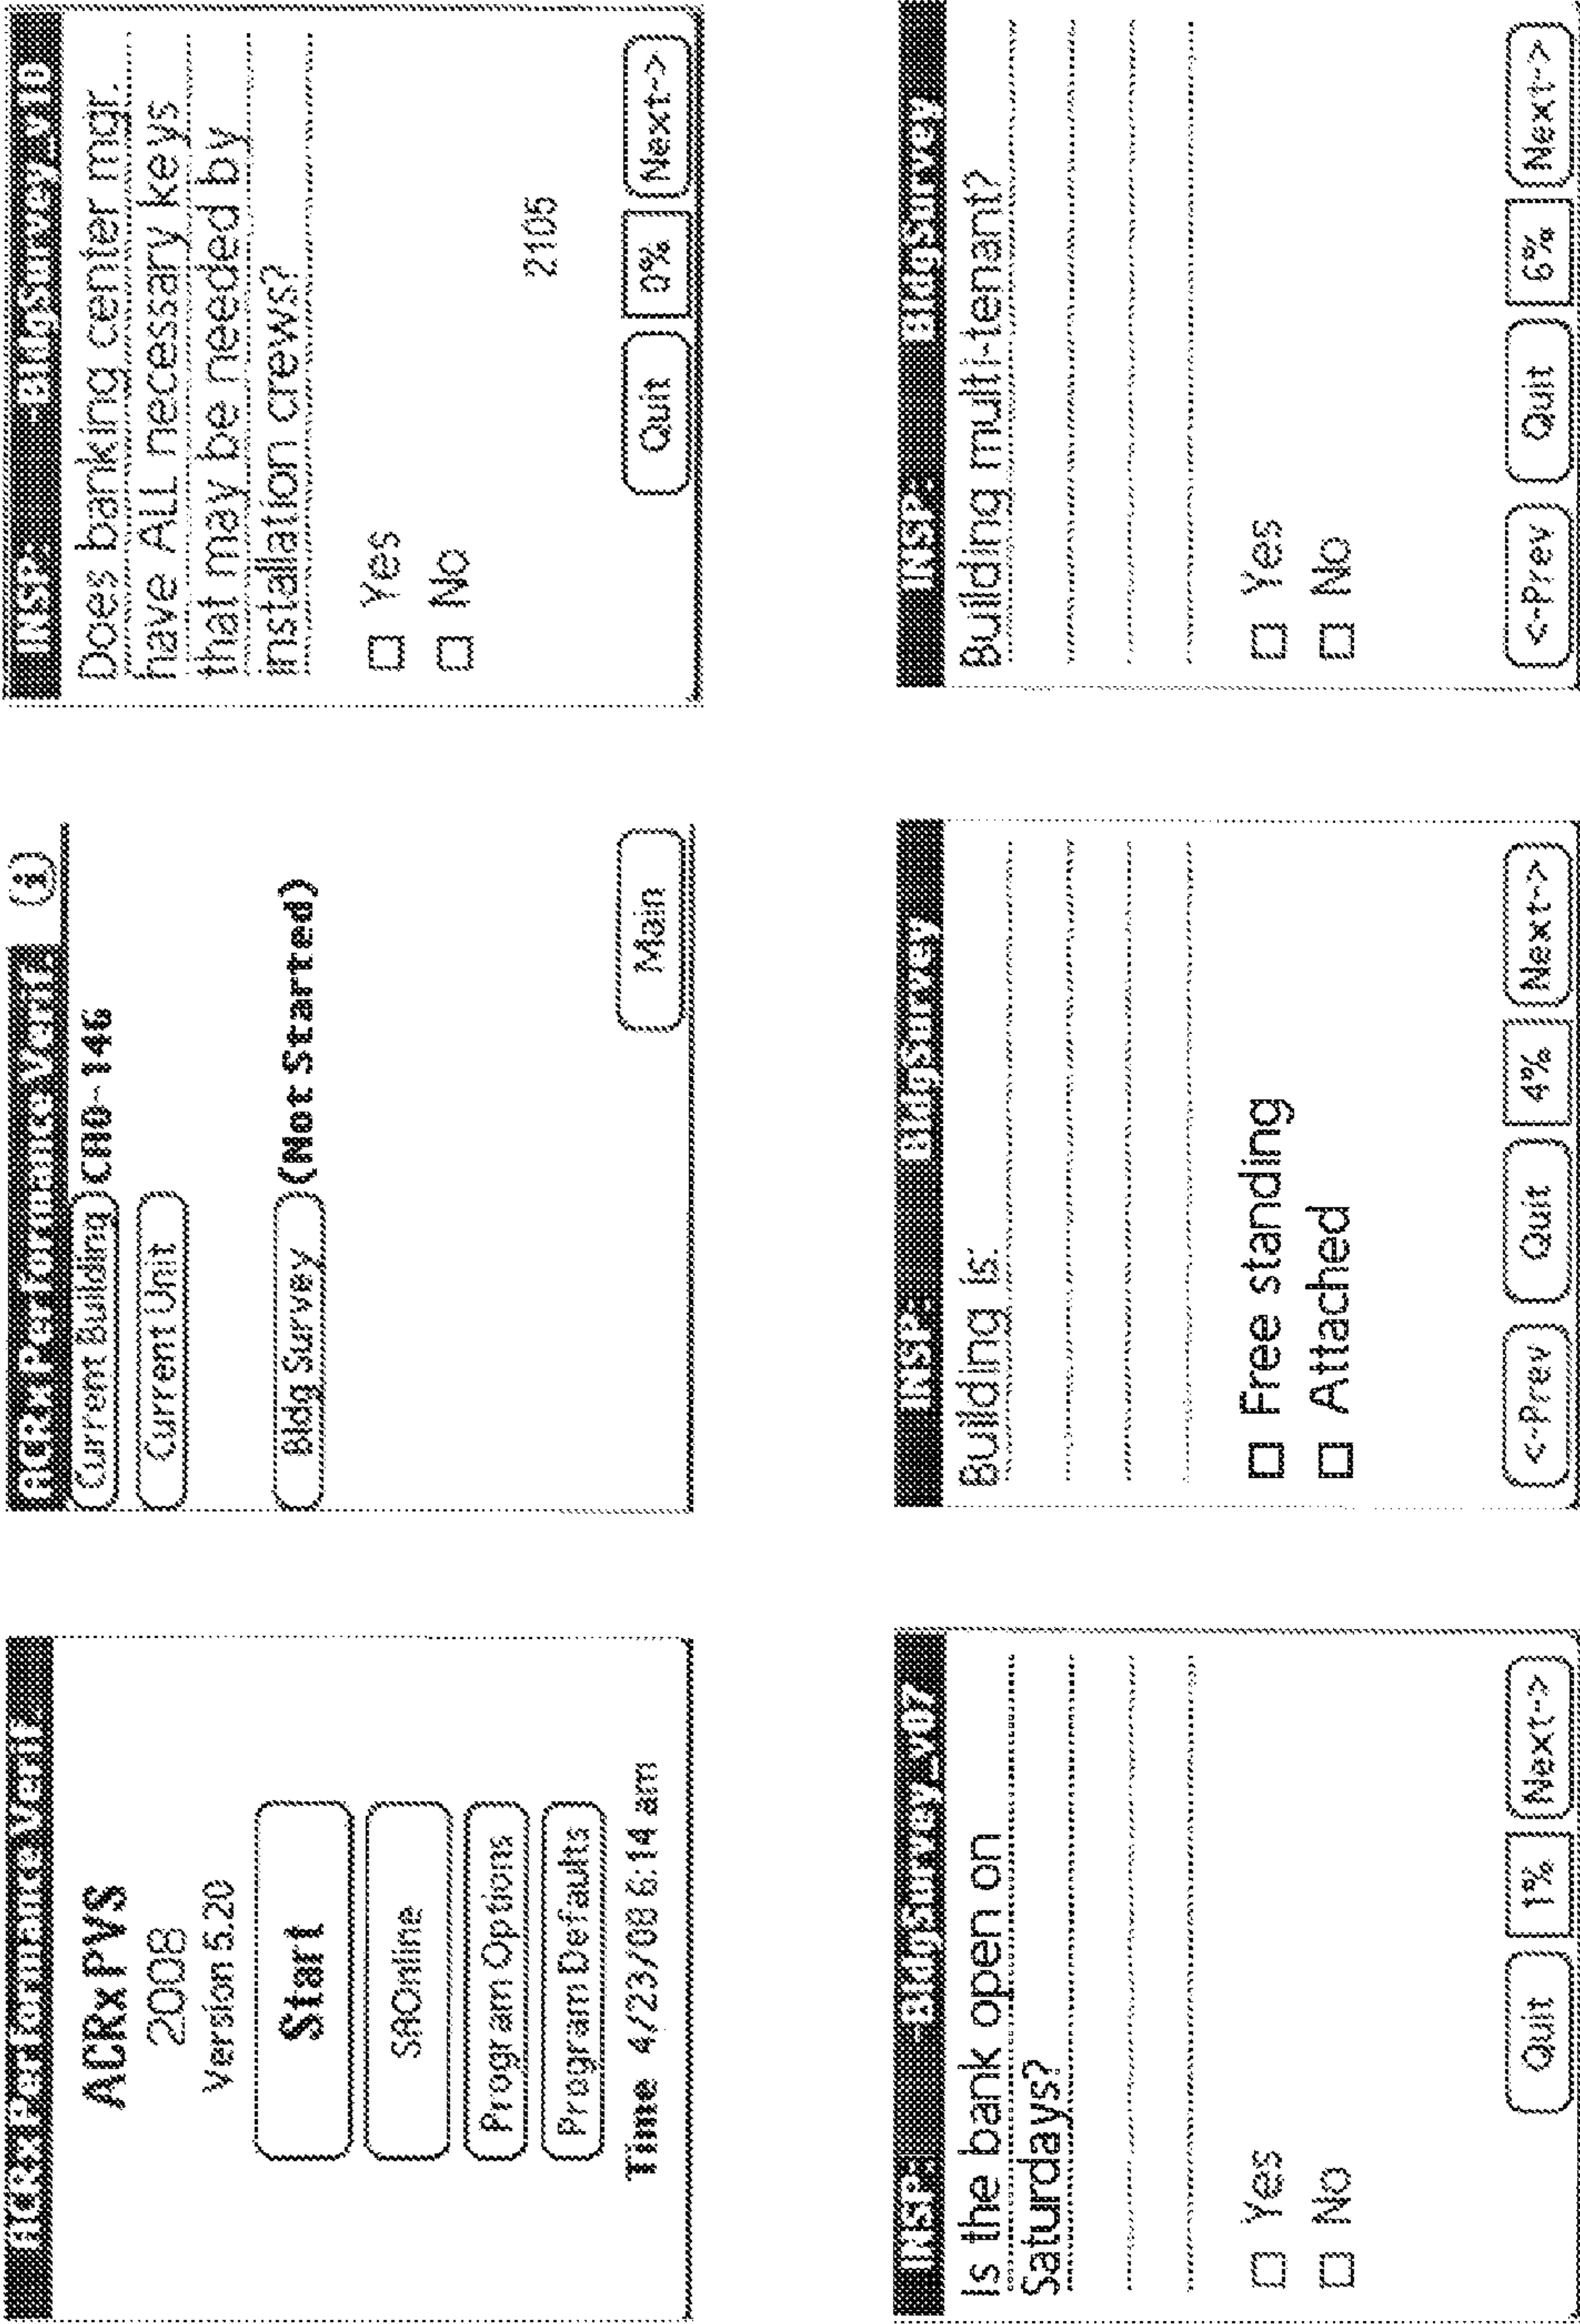 ACRx Performance Verif
ACRx PVS
2008
Version 5.20
Start
SAOnline
Program Options
Program Defaults
Time 4/23/08 6:14 am
ACRx Performance Verif
(i)
Current Building CA0-146
Current Unit
Bldg Survey (Not Started)
Main
INSP: -BldgSurvey_v10
Does banking center mgr.
have ALL necessary keys
that may be needed by
installation crews?
Yes
No
2105
Quit 0% Next->
INSP: -BldgSurvey_v07
Is the bank open on
Saturdays?
Yes
No
Quit 1% Next->
INSP: BldgSurvey
Building is:
Free standing
Attached
<-Prev Quit 4% Next->
INSP: BldgSurvey
Building multi-tenant?
Yes
No
<-Prev Quit 6% Next->